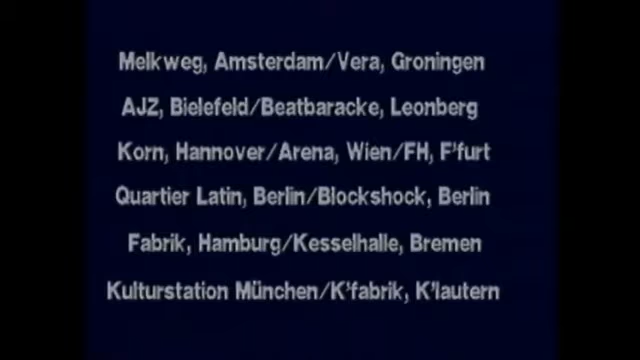 Melkweg, Amsterdam/Vera, Groningen
AJZ, Bielefeld/Beatbaracke, Leonberg
Korn, Hannover/Arena, Wien/FH, F'furt
Quartier Latin, Berlin/Blockshock, Berlin
Fabrik, Hamburg/Kesselhalle, Bremen
Kulturstation München/K'fabrik, K'lautern